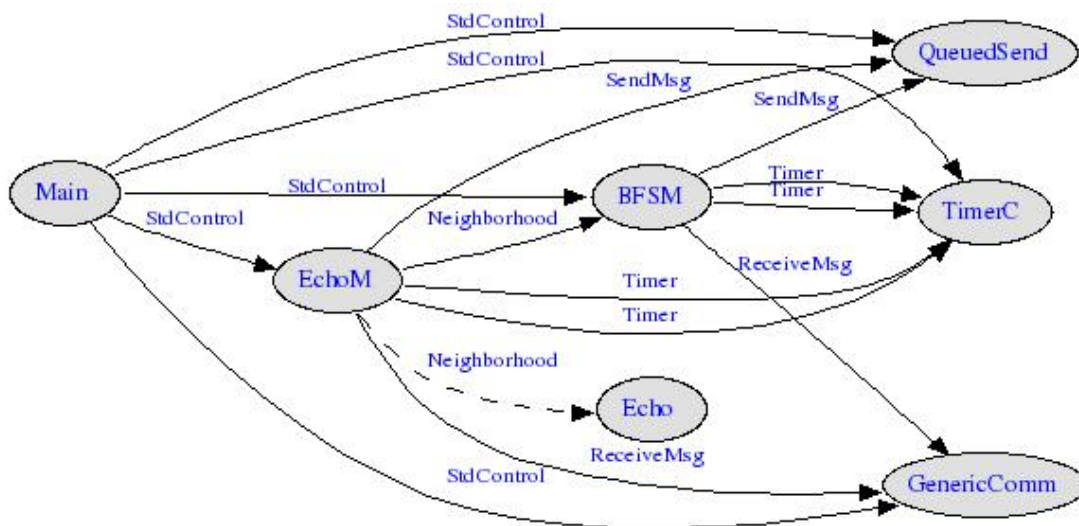 StdControl
QueuedSend
StdControl
SendMsg
SendMsg
Main
StdControl
BFSM
Timer
Timer
TimerC
StdControl
Neighborhood
EchoM
ReceiveMsg
Timer
Timer
Neighborhood
Echo
ReceiveMsg
StdControl
GenericComm